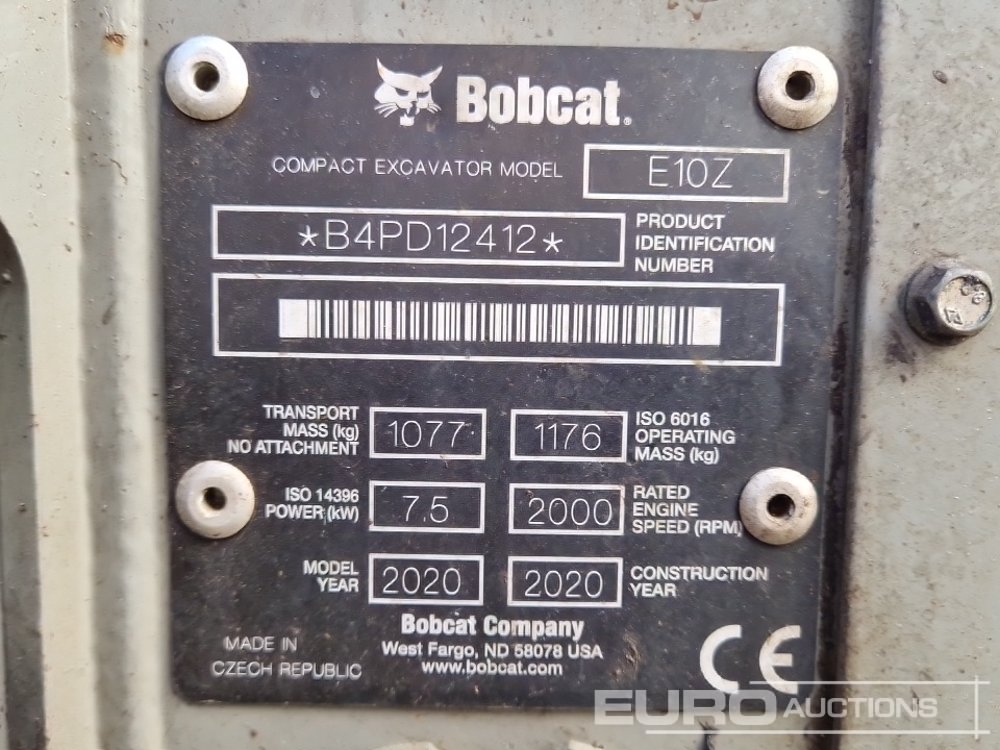 Bobcat®
COMPACT EXCAVATOR MODEL E10Z
*B4PD12412* PRODUCT
IDENTIFICATION
NUMBER
TRANSPORT
MASS (kg)
NO ATTACHMENT
1077
1176
ISO 6016
OPERATING
MASS (kg)
ISO 14396
POWER (kW)
7.5
2000
RATED
ENGINE
SPEED (RPM)
MODEL
YEAR
2020
2020
CONSTRUCTION
YEAR
Bobcat Company
West Fargo, ND 58078 USA
www.bobcat.com
MADE IN
CZECH REPUBLIC
CE
EURO AUCTIONS